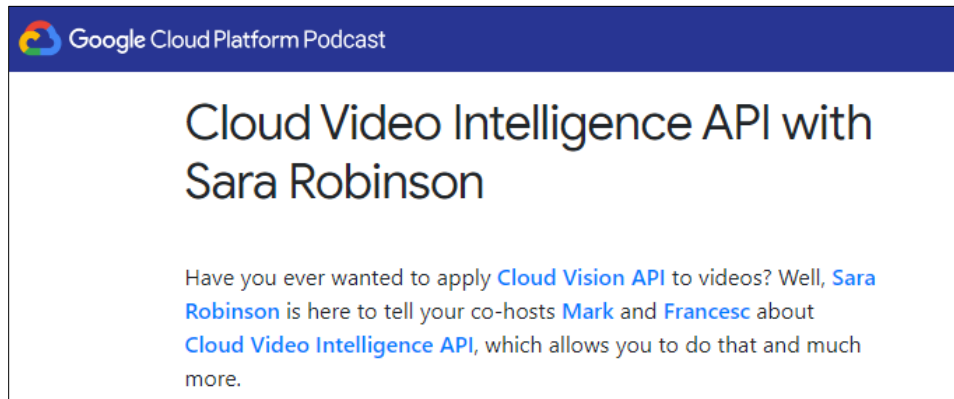 Google Cloud Platform Podcast
Cloud Video Intelligence API with
Sara Robinson
Have you ever wanted to apply Cloud Vision API to videos? Well, Sara
Robinson is here to tell your co-hosts Mark and Francesc about
Cloud Video Intelligence API, which allows you to do that and much
more.